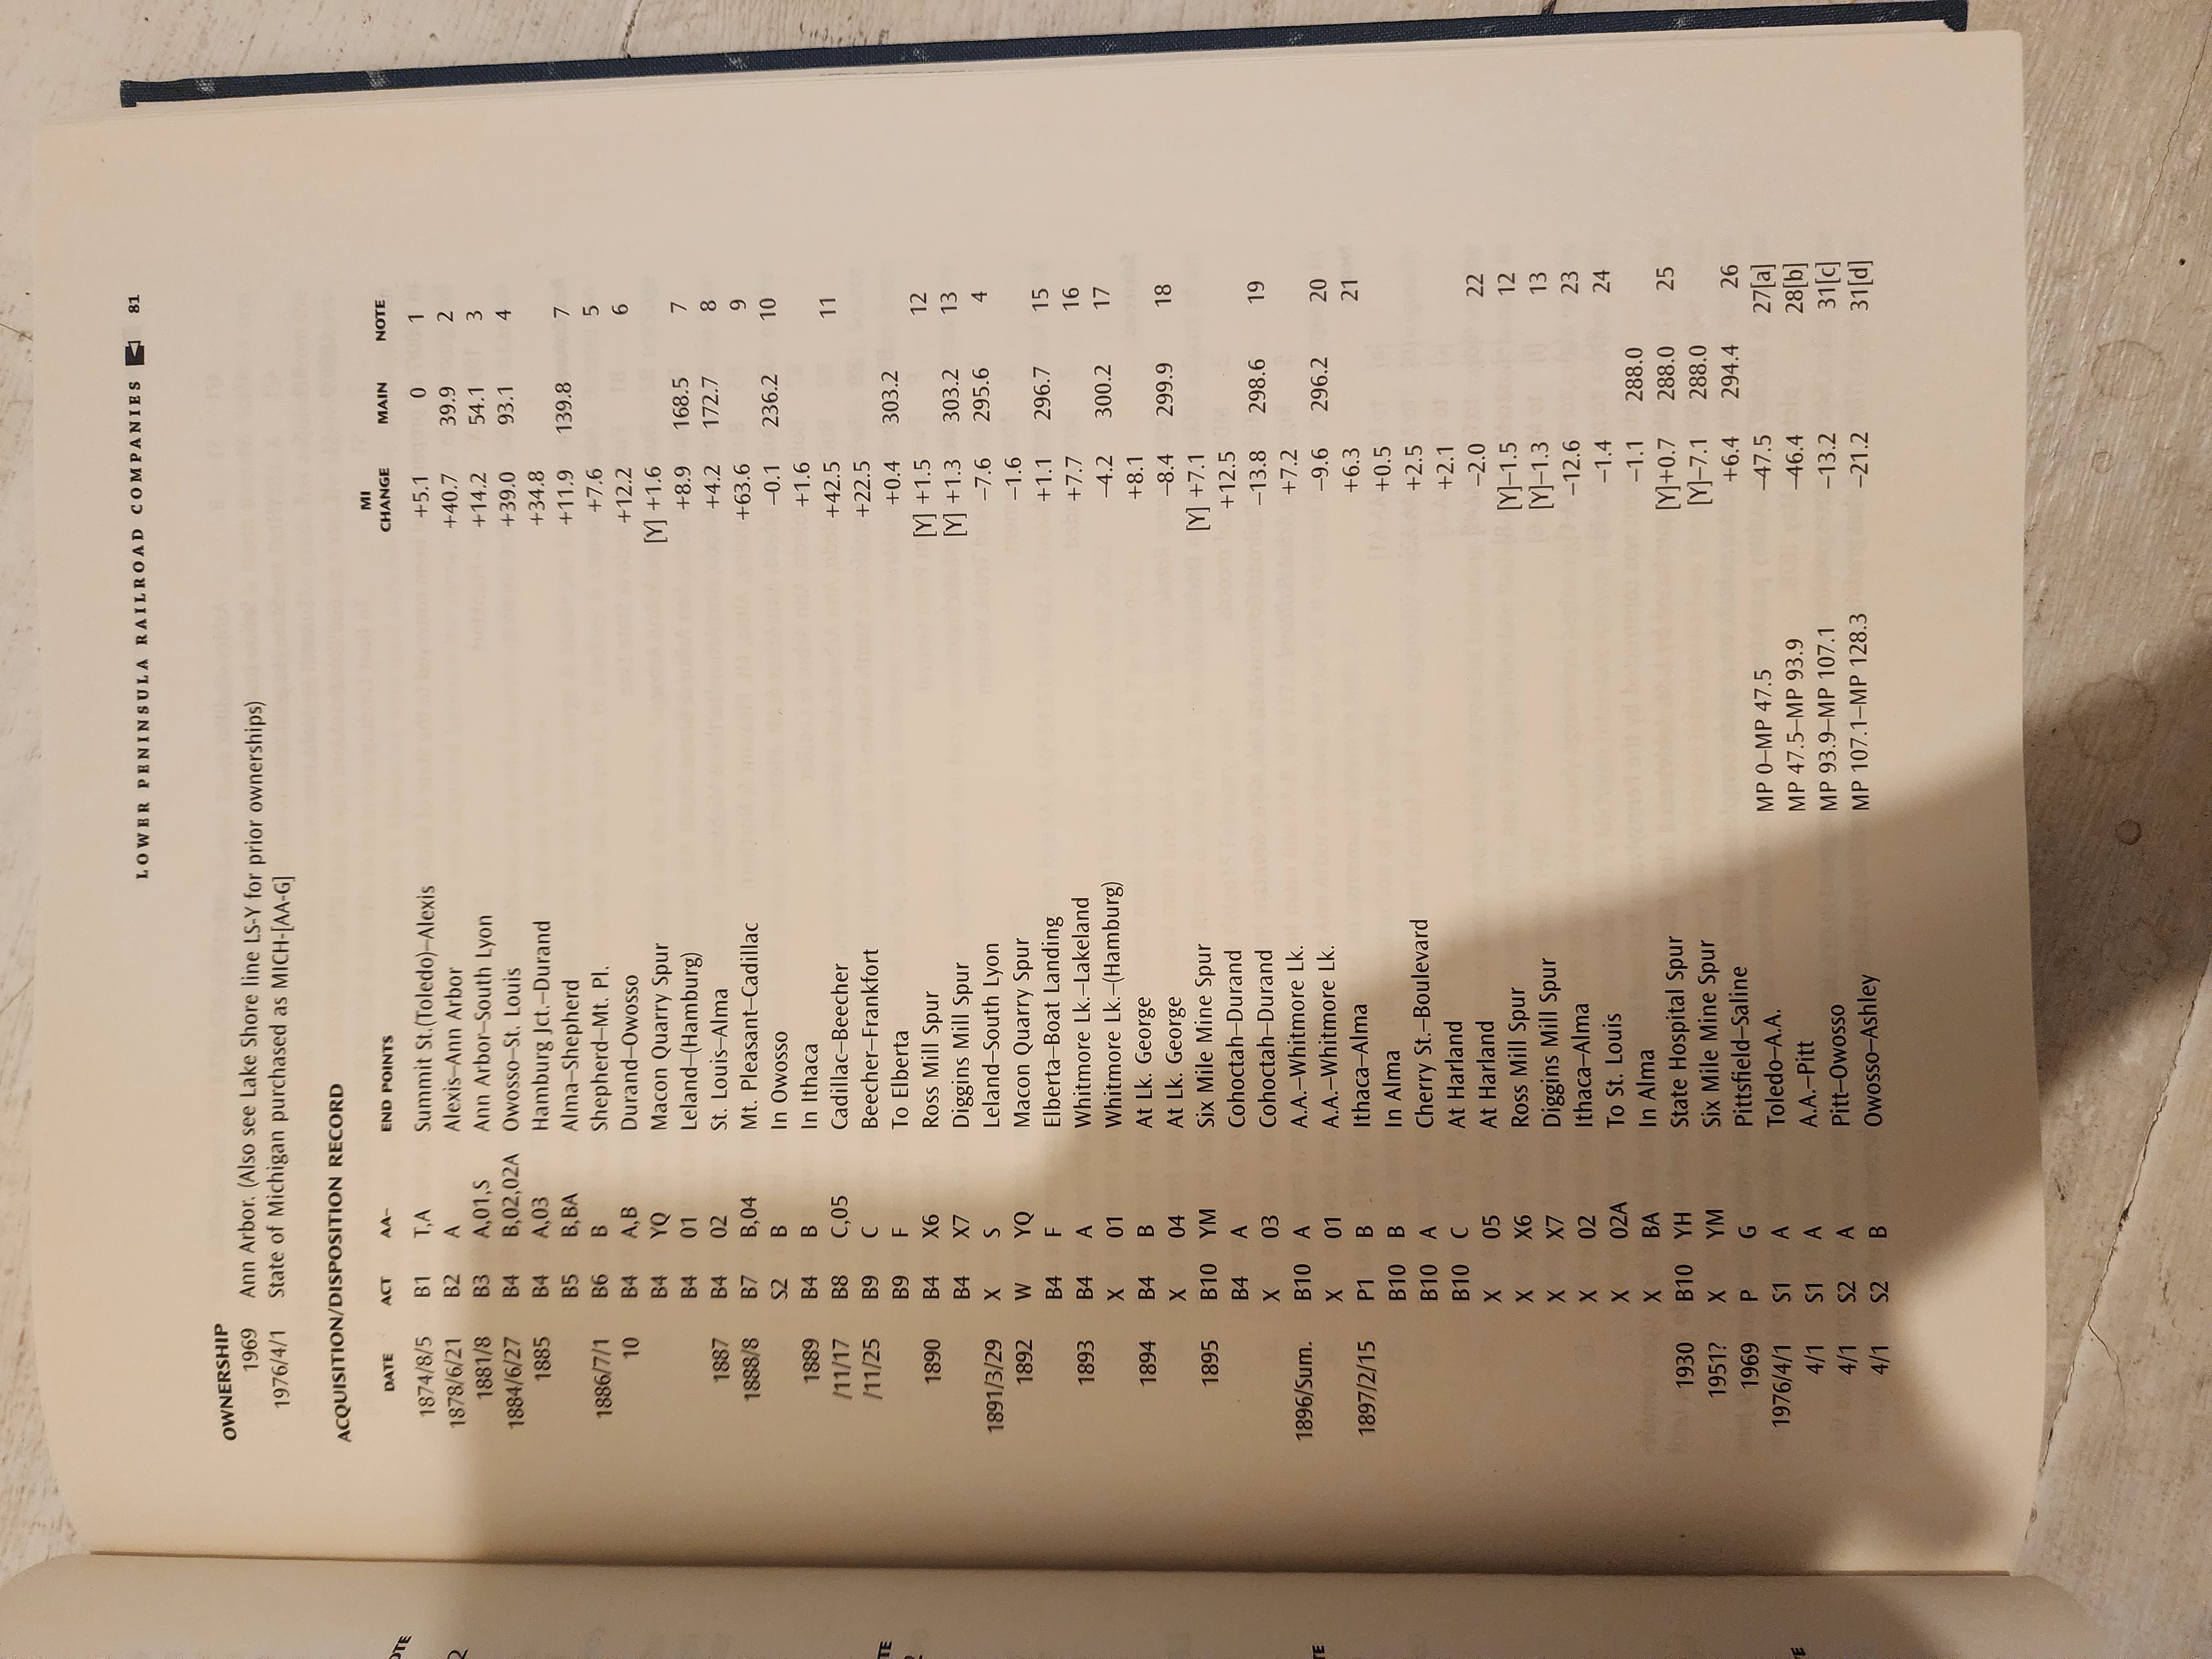 LOWER PENINSULA RAILROAD COMPANIES 81
OWNERSHIP
1969 Ann Arbor. (Also see Lake Shore line LS-Y for prior ownerships)
1976/4/1 State of Michigan purchased as MICH-[AA-G]
ACQUISITION/DISPOSITION RECORD
MI
DATE ACT AA– END POINTS CHANGE MAIN NOTE
1874/8/5 B1 T,A Summit St.(Toledo)–Alexis +5.1 0 1
1878/6/21 B2 A Alexis–Ann Arbor +40.7 39.9 2
1881/8 B3 A,01,S Ann Arbor–South Lyon +14.2 54.1 3
1884/6/27 B4 B,02,02A Owosso–St. Louis +39.0 93.1 4
1885 B4 A,03 Hamburg Jct.–Durand +34.8
B5 B,BA Alma–Shepherd +11.9 139.8 7
1886/7/1 B6 B Shepherd–Mt. Pl. +7.6 5
10 B4 A,B Durand–Owosso +12.2 6
B4 YQ Macon Quarry Spur [Y] +1.6
B4 01 Leland–(Hamburg) +8.9 168.5 7
1887 B4 02 St. Louis–Alma +4.2 172.7 8
1888/8 B7 B,04 Mt. Pleasant–Cadillac +63.6 9
S2 B In Owosso –0.1 236.2 10
1889 B4 B In Ithaca +1.6
/11/17 B8 C,05 Cadillac–Beecher +42.5 11
/11/25 B9 C Beecher–Frankfort +22.5
B9 F To Elberta +0.4 303.2
1890 B4 X6 Ross Mill Spur [Y] +1.5 12
B4 X7 Diggins Mill Spur [Y] +1.3 303.2 13
1891/3/29 X S Leland–South Lyon –7.6 295.6 4
1892 W YQ Macon Quarry Spur –1.6
B4 F Elberta–Boat Landing +1.1 296.7 15
1893 B4 A Whitmore Lk.–Lakeland +7.7 16
X 01 Whitmore Lk.–(Hamburg) –4.2 300.2 17
1894 B4 B At Lk. George +8.1
X 04 At Lk. George –8.4 299.9 18
1895 B10 YM Six Mile Mine Spur [Y] +7.1
B4 A Cohoctah–Durand +12.5
X 03 Cohoctah–Durand –13.8 298.6 19
1896/Sum. B10 A A.A.–Whitmore Lk. +7.2
X 01 A.A.–Whitmore Lk. –9.6 296.2 20
1897/2/15 P1 B Ithaca–Alma +6.3 21
B10 B In Alma +0.5
B10 A Cherry St.–Boulevard +2.5
B10 C At Harland +2.1
X 05 At Harland –2.0 22
X X6 Ross Mill Spur [Y]–1.5 12
X X7 Diggins Mill Spur [Y]–1.3 13
X 02 Ithaca–Alma –12.6 23
X 02A To St. Louis –1.4 24
X BA In Alma –1.1 288.0
1930 B10 YH State Hospital Spur [Y]+0.7 288.0 25
1951? X YM Six Mile Mine Spur [Y]–7.1 288.0
1969 P G Pittsfield–Saline +6.4 294.4 26
1976/4/1 S1 A Toledo–A.A. MP 0–MP 47.5 –47.5 27[a]
4/1 S1 A A.A.–Pitt MP 47.5–MP 93.9 –46.4 28[b]
4/1 S2 A Pitt–Owosso MP 93.9–MP 107.1 –13.2 31[c]
4/1 S2 B Owosso–Ashley MP 107.1–MP 128.3 –21.2 31[d]